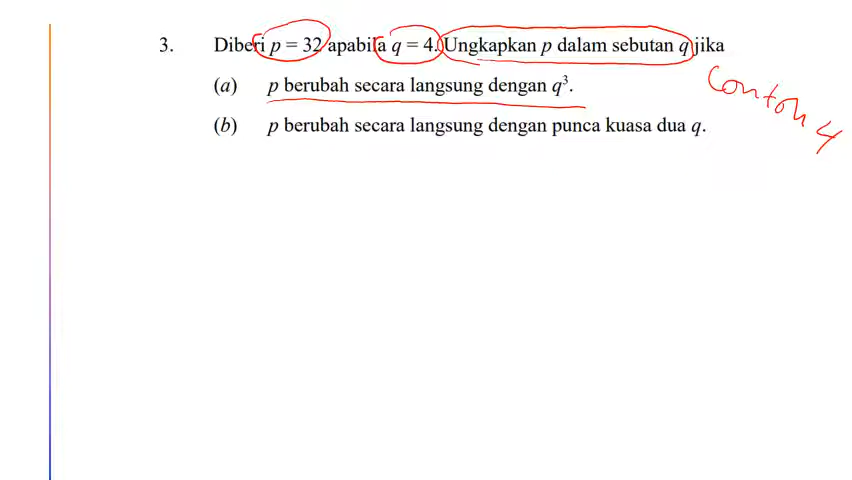 3. Diberi p = 32 apabila q = 4. Ungkapkan p dalam sebutan q jika
(a) p berubah secara langsung dengan q³.
Contoh 4
(b) p berubah secara langsung dengan punca kuasa dua q.